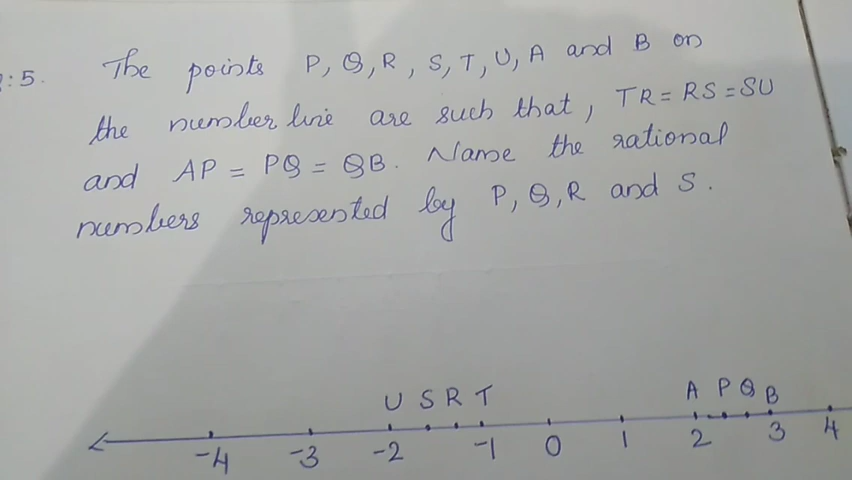 :5. The points P, Q, R, S, T, U, A and B on
the number line are such that, TR = RS = SU
and AP = PQ = QB. Name the rational
numbers represented by P, Q, R and S.
U S R T A P Q B
-4 -3 -2 -1 0 1 2 3 4